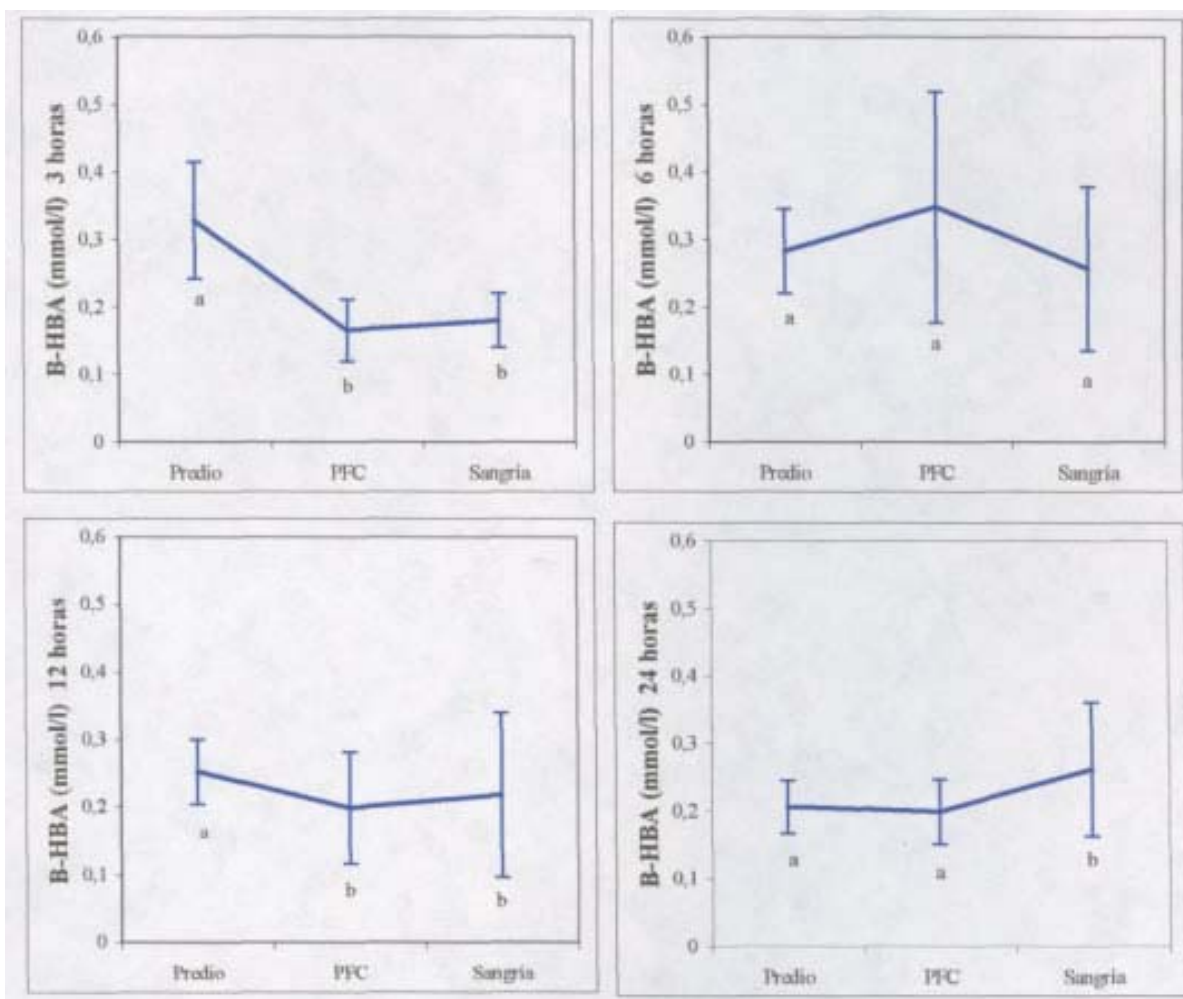 B-HBA (mmol/l) 3 horas
0,6
0,5
0,4
0,3
0,2
0,1
0
a
b
b
Predio
PFC
Sangría
B-HBA (mmol/l) 6 horas
0,6
0,5
0,4
0,3
0,2
0,1
0
a
a
a
Predio
PFC
Sangría
B-HBA (mmol/l) 12 horas
0,6
0,5
0,4
0,3
0,2
0,1
0
a
b
b
Predio
PFC
Sangría
B-HBA (mmol/l) 24 horas
0,6
0,5
0,4
0,3
0,2
0,1
0
a
a
b
Predio
PFC
Sangría